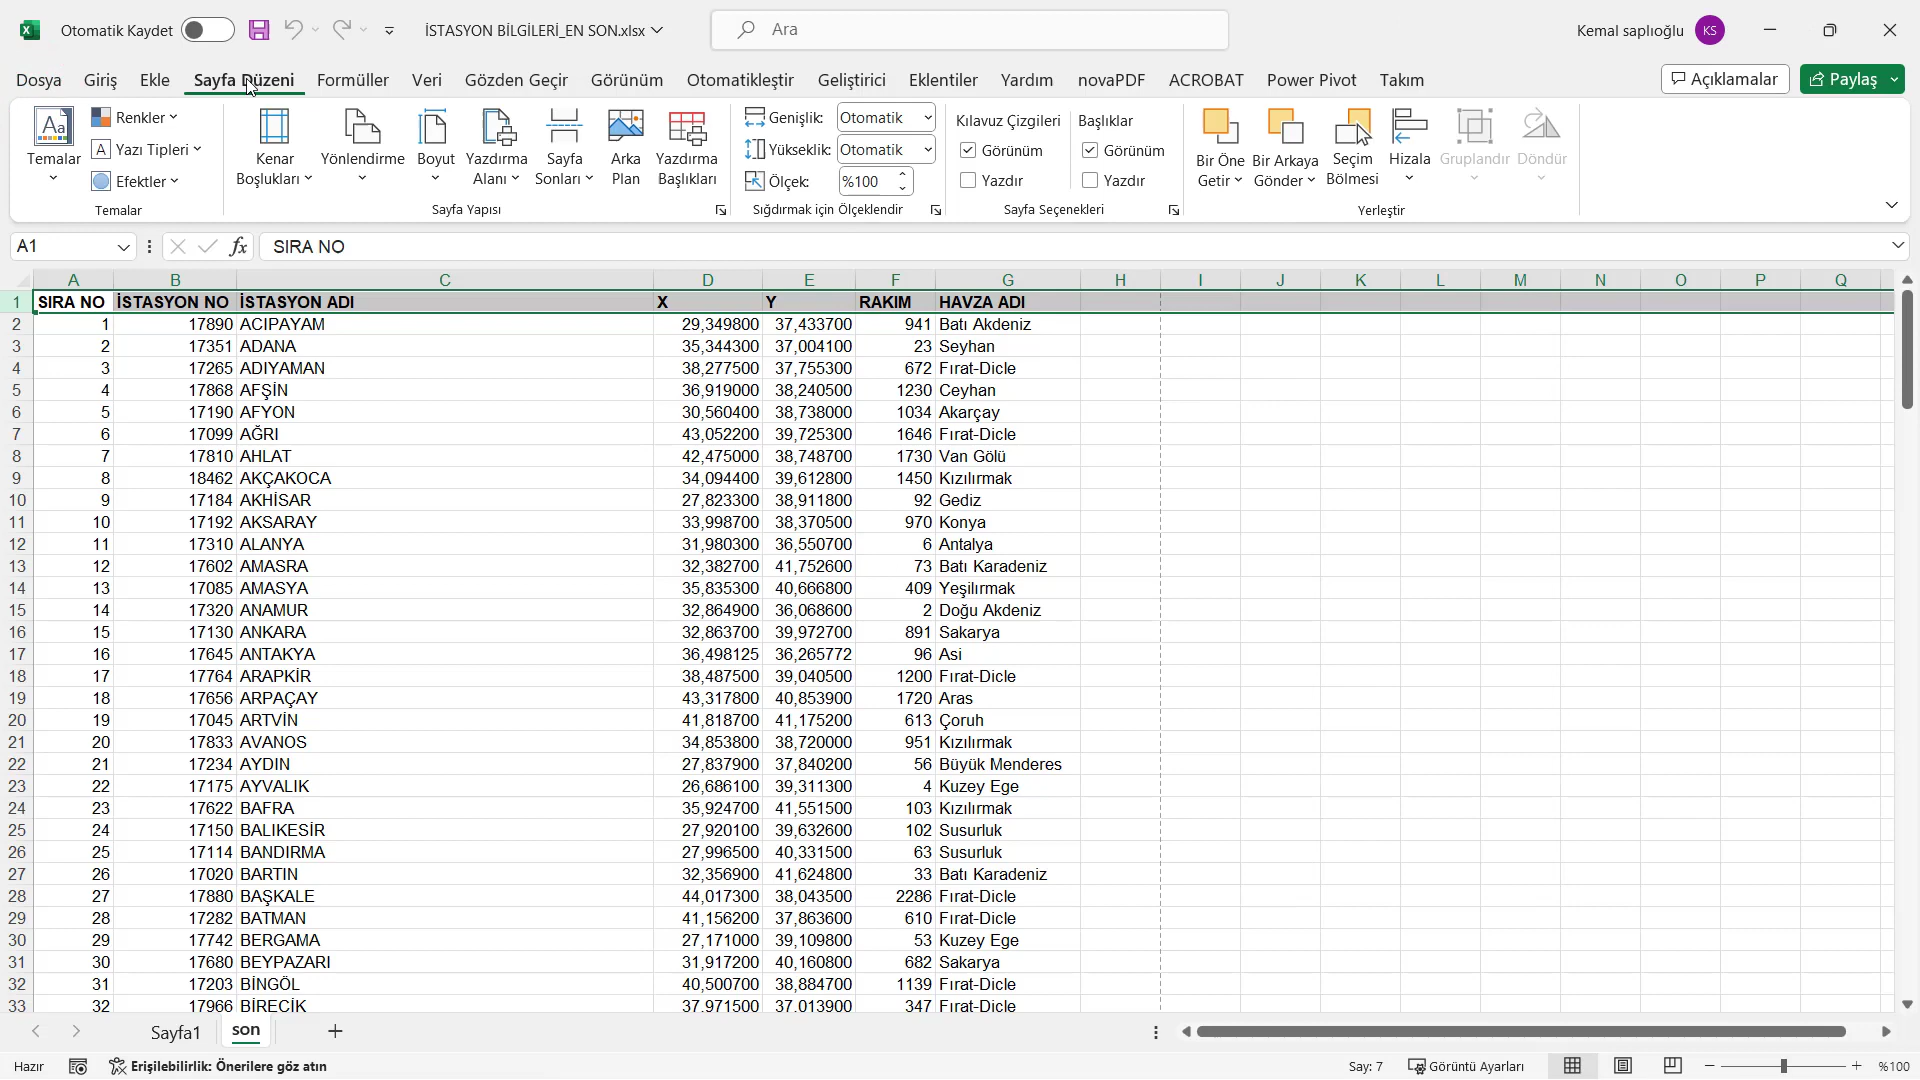 Otomatik Kaydet İSTASYON BİLGİLERİ_EN SON.xlsx Ara Kemal saplıoğlu KS
Dosya Giriş Ekle Sayfa Düzeni Formüller Veri Gözden Geçir Görünüm Otomatikleştir Geliştirici Eklentiler Yardım novaPDF ACROBAT Power Pivot Takım Açıklamalar Paylaş
Temalar
Renkler
Yazı Tipleri
Efektler
Temalar
Kenar Boşlukları
Yönlendirme
Boyut
Yazdırma Alanı
Sayfa Sonları
Arka Plan
Yazdırma Başlıkları
Sayfa Yapısı
Genişlik: Otomatik
Yükseklik: Otomatik
Ölçek: %100
Sığdırmak için Ölçeklendir
Kılavuz Çizgileri
Görünüm
Yazdır
Başlıklar
Görünüm
Yazdır
Sayfa Seçenekleri
Bir Öne Getir
Bir Arkaya Gönder
Seçim Bölmesi
Hizala
Gruplandır
Döndür
Yerleştir
A1 fx SIRA NO
A B C D E F G H I J K L M N O P Q
1 SIRA NO İSTASYON NO İSTASYON ADI X Y RAKIM HAVZA ADI
2 1 17890 ACIPAYAM 29,349800 37,433700 941 Batı Akdeniz
3 2 17351 ADANA 35,344300 37,004100 23 Seyhan
4 3 17265 ADIYAMAN 38,277500 37,755300 672 Fırat-Dicle
5 4 17868 AFŞİN 36,919000 38,240500 1230 Ceyhan
6 5 17190 AFYON 30,560400 38,738000 1034 Akarçay
7 6 17099 AĞRI 43,052200 39,725300 1646 Fırat-Dicle
8 7 17810 AHLAT 42,475000 38,748700 1730 Van Gölü
9 8 18462 AKÇAKOCA 34,094400 39,612800 1450 Kızılırmak
10 9 17184 AKHİSAR 27,823300 38,911800 92 Gediz
11 10 17192 AKSARAY 33,998700 38,370500 970 Konya
12 11 17310 ALANYA 31,980300 36,550700 6 Antalya
13 12 17602 AMASRA 32,382700 41,752600 73 Batı Karadeniz
14 13 17085 AMASYA 35,835300 40,666800 409 Yeşilırmak
15 14 17320 ANAMUR 32,864900 36,068600 2 Doğu Akdeniz
16 15 17130 ANKARA 32,863700 39,972700 891 Sakarya
17 16 17645 ANTAKYA 36,498125 36,265772 96 Asi
18 17 17764 ARAPKİR 38,487500 39,040500 1200 Fırat-Dicle
19 18 17656 ARPAÇAY 43,317800 40,853900 1720 Aras
20 19 17045 ARTVİN 41,818700 41,175200 613 Çoruh
21 20 17833 AVANOS 34,853800 38,720000 951 Kızılırmak
22 21 17234 AYDIN 27,837900 37,840200 56 Büyük Menderes
23 22 17175 AYVALIK 26,686100 39,311300 4 Kuzey Ege
24 23 17622 BAFRA 35,924700 41,551500 103 Kızılırmak
25 24 17150 BALIKESİR 27,920100 39,632600 102 Susurluk
26 25 17114 BANDIRMA 27,996500 40,331500 63 Susurluk
27 26 17020 BARTIN 32,356900 41,624800 33 Batı Karadeniz
28 27 17880 BAŞKALE 44,017300 38,043500 2286 Fırat-Dicle
29 28 17282 BATMAN 41,156200 37,863600 610 Fırat-Dicle
30 29 17742 BERGAMA 27,171000 39,109800 53 Kuzey Ege
31 30 17680 BEYPAZARI 31,917200 40,160800 682 Sakarya
32 31 17203 BİNGÖL 40,500700 38,884700 1139 Fırat-Dicle
33 32 17966 BİRECİK 37,971500 37,013900 347 Fırat-Dicle
Sayfa1 son
Hazır Erişilebilirlik: Önerilere göz atın Say: 7 Görüntü Ayarları %100